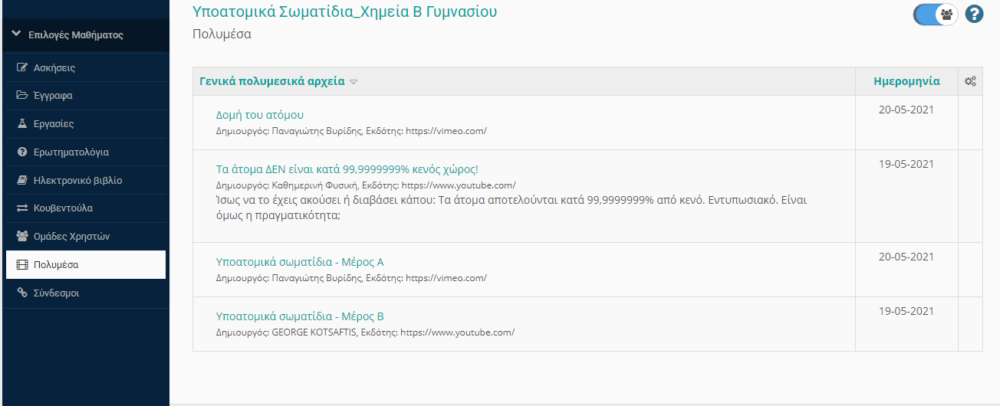 Υποατομικά Σωματίδια_Χημεία Β Γυμνασίου
Πολυμέσα
Επιλογές Μαθήματος
Ασκήσεις
Έγγραφα
Εργασίες
Ερωτηματολόγια
Ηλεκτρονικό βιβλίο
Κουβεντούλα
Ομάδες Χρηστών
Πολυμέσα
Σύνδεσμοι
Γενικά πολυμεσικά αρχεία Ημερομηνία
Δομή του ατόμου 20-05-2021
Δημιουργός: Παναγιώτης Βυρίδης, Εκδότης: https://vimeo.com/
Τα άτομα ΔΕΝ είναι κατά 99,9999999% κενός χώρος! 19-05-2021
Δημιουργός: Καθημερινή Φυσική, Εκδότης: https://www.youtube.com/
Ίσως να το έχεις ακούσει ή διαβάσει κάπου: Τα άτομα αποτελούνται κατά 99,9999999% από κενό. Εντυπωσιακό. Είναι
όμως η πραγματικότητα;
Υποατομικά σωματίδια - Μέρος Α 20-05-2021
Δημιουργός: Παναγιώτης Βυρίδης, Εκδότης: https://vimeo.com/
Υποατομικά σωματίδια - Μέρος Β 19-05-2021
Δημιουργός: GEORGE KOTSAFTIS, Εκδότης: https://www.youtube.com/